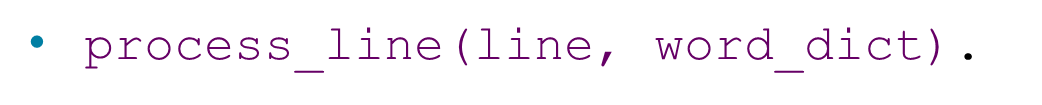 • process_line(line, word_dict).